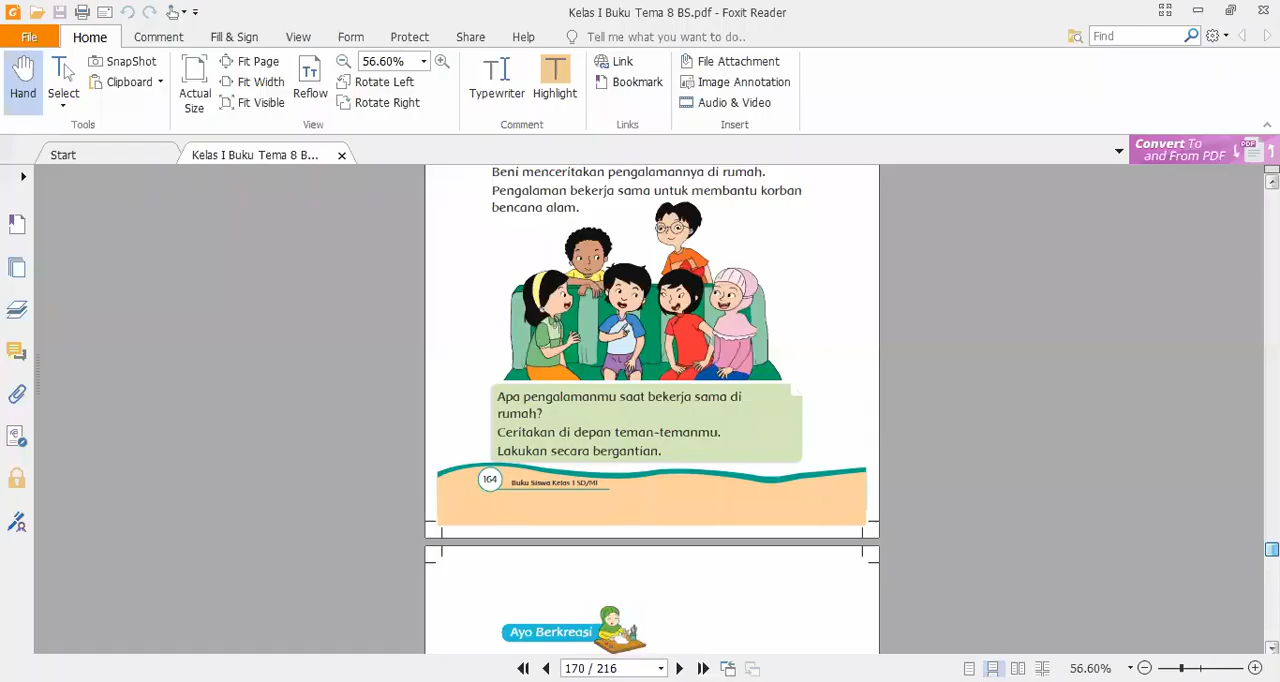 Kelas I Buku Tema 8 BS.pdf - Foxit Reader
File Home Comment Fill & Sign View Form Protect Share Help Tell me what you want to do.. Find
Hand
Select
SnapShot
Clipboard
Tools
Actual
Size
Fit Page
Fit Width
Fit Visible
Reflow
56.60%
Rotate Left
Rotate Right
View
Typewriter
Highlight
Comment
Link
Bookmark
Links
File Attachment
Image Annotation
Audio & Video
Insert
Start
Kelas I Buku Tema 8 B...
Convert To
and From PDF
PDF
Beni menceritakan pengalamannya di rumah.
Pengalaman bekerja sama untuk membantu korban
bencana alam.
Apa pengalamanmu saat bekerja sama di
rumah?
Ceritakan di depan teman-temanmu.
Lakukan secara bergantian.
164 Buku Siswa Kelas I SD/MI
Ayo Berkreasi
170 / 216
56.60%